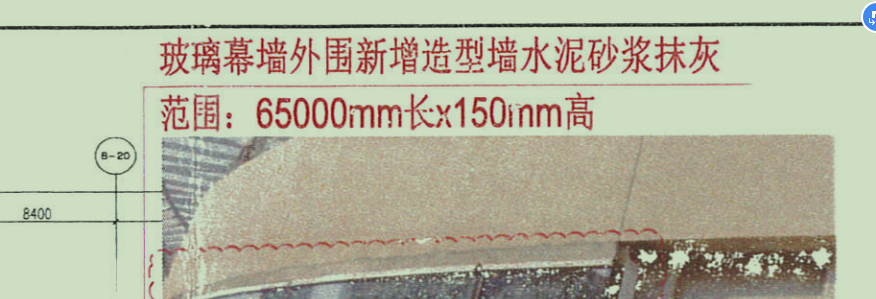 玻璃幕墙外围新增造型墙水泥砂浆抹灰
范围：65000mm长x150mm高
8-20
8400